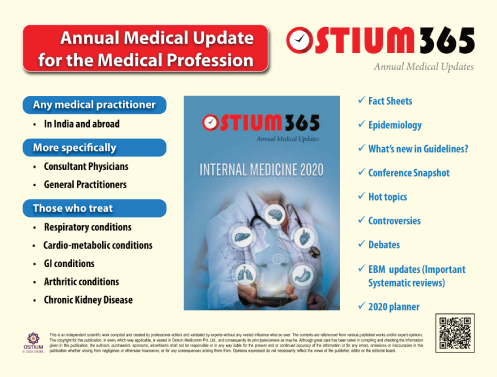 Annual Medical Update
for the Medical Profession
OSTIUM365
Annual Medical Updates
Any medical practitioner
• In India and abroad
More specifically
• Consultant Physicians
• General Practitioners
Those who treat
• Respiratory conditions
• Cardio-metabolic conditions
• GI conditions
• Arthritic conditions
• Chronic Kidney Disease
OSTIUM365
Annual Medical Updates
INTERNAL MEDICINE 2020
✓ Fact Sheets
✓ Epidemiology
✓ What's new in Guidelines?
✓ Conference Snapshot
✓ Hot topics
✓ Controversies
✓ Debates
✓ EBM updates (Important
Systematic reviews)
✓ 2020 planner
OSTIUM
This is an independent scientific work compiled and created by professional editors and validated by experts without any vested influence what so ever. The contents are referenced from various published works and/or expert opinions.
The copyright for this publication, in every which way applicable, is vested in Ostium Medicomm Pvt. Ltd., and consequently its principals/owners as may be. Although great care has been taken in compiling and checking the information
given in this publication, the authors, purchasers, sponsors, advertisers shall not be responsible or in any way liable for the present and or continued accuracy of the information or for any errors, omissions or inaccuracies in this
publication whether arising from negligence or otherwise howsoever, or for any consequences arising there from. Opinions expressed do not necessarily reflect the views of the publisher, editor or the editorial board.